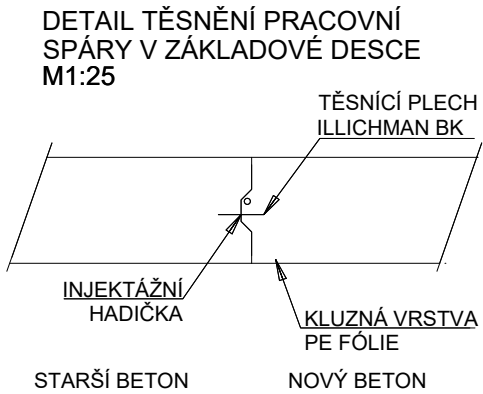 DETAIL TĚSNĚNÍ PRACOVNÍ
SPÁRY V ZÁKLADOVÉ DESCE
M1:25
TĚSNÍCÍ PLECH
ILLICHMAN BK
INJEKTÁŽNÍ
HADIČKA
KLUZNÁ VRSTVA
PE FÓLIE
STARŠÍ BETON
NOVÝ BETON